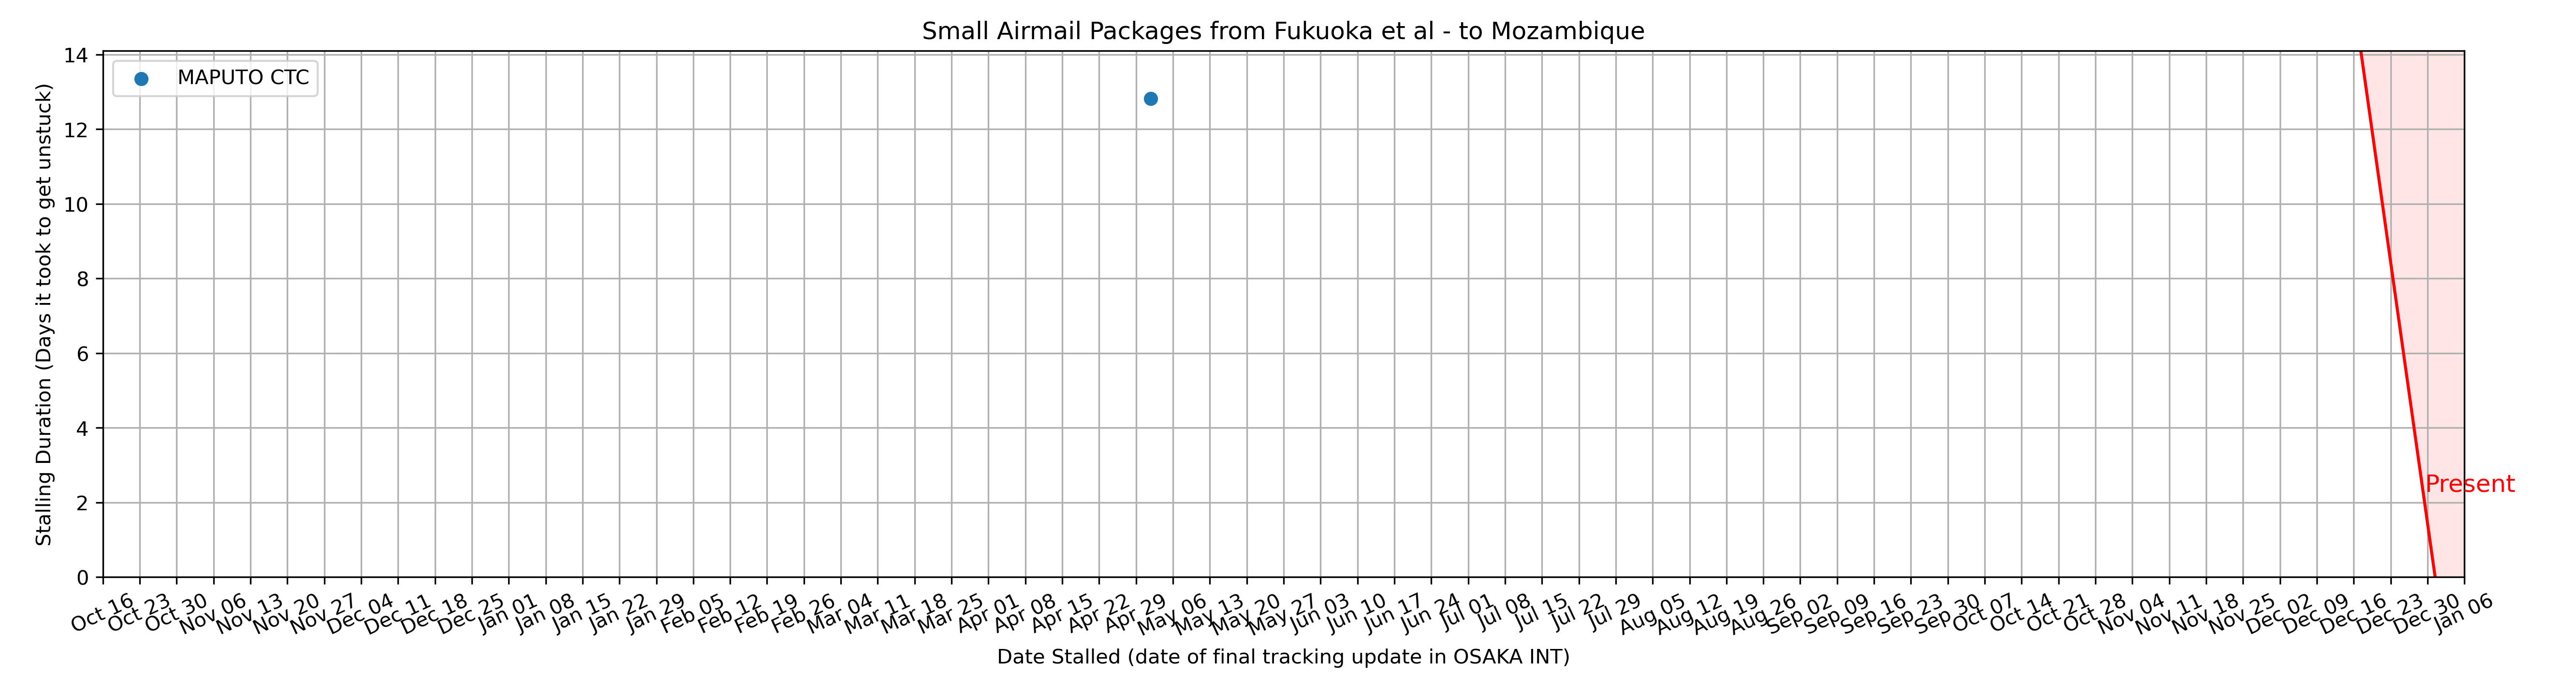 Small Airmail Packages from Fukuoka et al - to Mozambique
MAPUTO CTC
Stalling Duration (Days it took to get unstuck)
14
12
10
8
6
4
2
0
Present
Oct 16
Oct 23
Oct 30
Nov 06
Nov 13
Nov 20
Nov 27
Dec 04
Dec 11
Dec 18
Dec 25
Jan 01
Jan 08
Jan 15
Jan 22
Jan 29
Feb 05
Feb 12
Feb 19
Feb 26
Mar 04
Mar 11
Mar 18
Mar 25
Apr 01
Apr 08
Apr 15
Apr 22
Apr 29
May 06
May 13
May 20
May 27
Jun 03
Jun 10
Jun 17
Jun 24
Jul 01
Jul 08
Jul 15
Jul 22
Jul 29
Aug 05
Aug 12
Aug 19
Aug 26
Sep 02
Sep 09
Sep 16
Sep 23
Sep 30
Oct 07
Oct 14
Oct 21
Oct 28
Nov 04
Nov 11
Nov 18
Nov 25
Dec 02
Dec 09
Dec 16
Dec 23
Dec 30
Jan 06
Date Stalled (date of final tracking update in OSAKA INT)